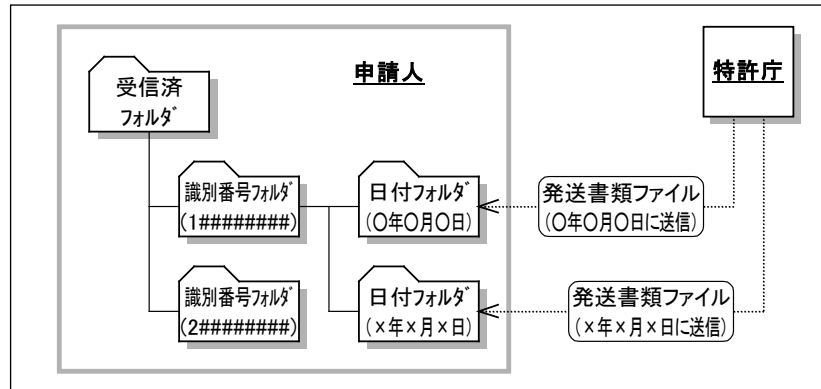 申請人
特許庁
受信済
フォルダ
識別番号フォルダ
(1########)
日付フォルダ
(○年○月○日)
発送書類ファイル
(○年○月○日に送信)
識別番号フォルダ
(2########)
日付フォルダ
(×年×月×日)
発送書類ファイル
(×年×月×日に送信)